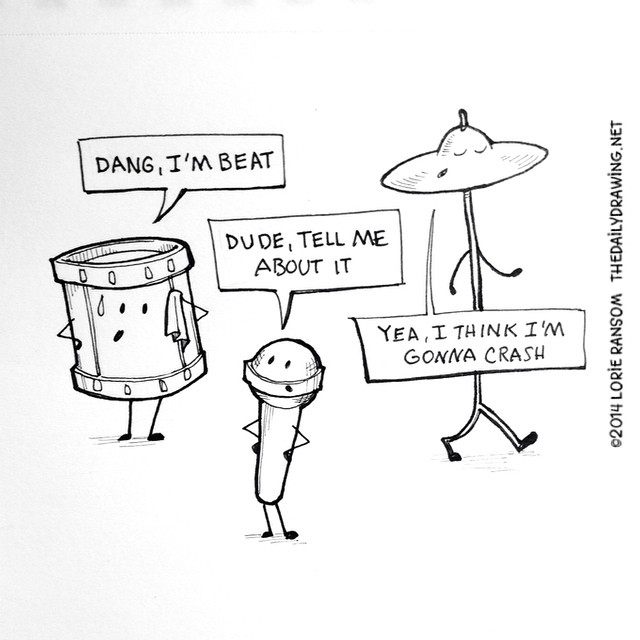 DANG, I'M BEAT
DUDE, TELL ME
ABOUT IT
YEA, I THINK I'M
GONNA CRASH
©2014 LORIE RANSOM THEDAILYDRAWING.NET